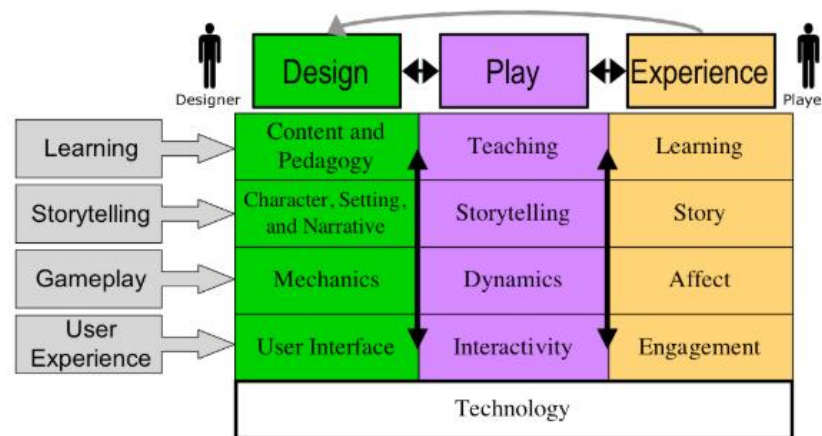 Design
Play
Experience
Designer
Playe
Learning
Content and
Pedagogy
Teaching
Learning
Storytelling
Character, Setting,
and Narrative
Storytelling
Story
Gameplay
Mechanics
Dynamics
Affect
User
Experience
User Interface
Interactivity
Engagement
Technology